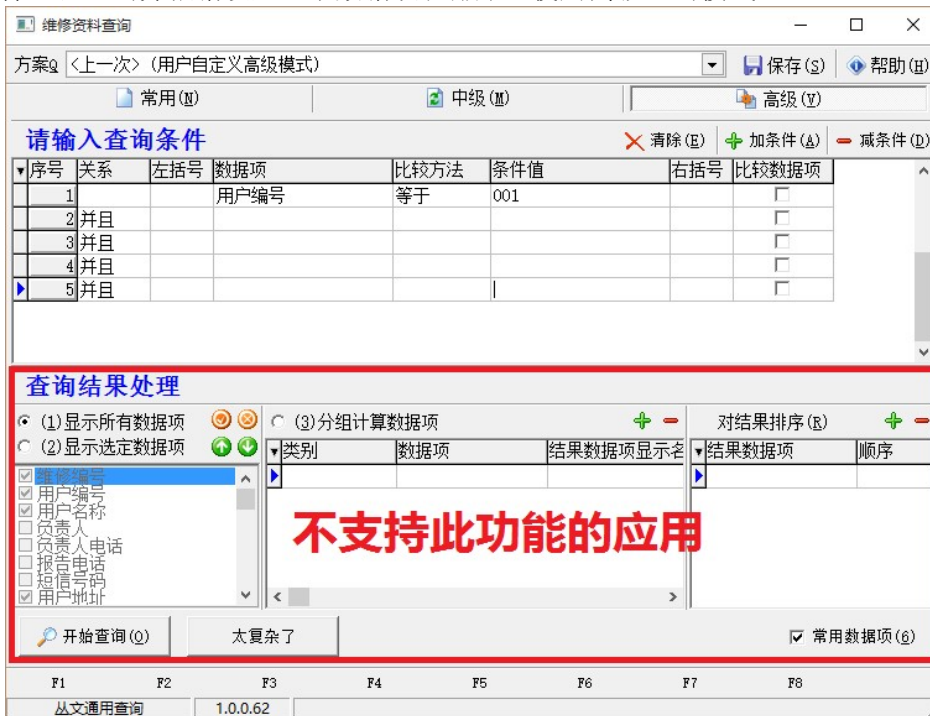 维修资料查询
方案Q <上一次> (用户自定义高级模式) 保存(S) 帮助(H)
常用(N) 中级(M) 高级(V)
请输入查询条件 清除(E) 加条件(A) 减条件(D)
序号 关系 左括号 数据项 比较方法 条件值 右括号 比较数据项
1 用户编号 等于 001
2 并且
3 并且
4 并且
5 并且
查询结果处理
(1)显示所有数据项 (3)分组计算数据项 对结果排序(R)
(2)显示选定数据项 类别 数据项 结果数据项显示名 结果数据项 顺序
维修编号
用户编号
用户名称
负责人
负责人电话
报告电话
短信号码
用户地址
不支持此功能的应用
开始查询(O) 太复杂了 常用数据项(6)
F1 F2 F3 F4 F5 F6 F7 F8
从文通用查询 1.0.0.62